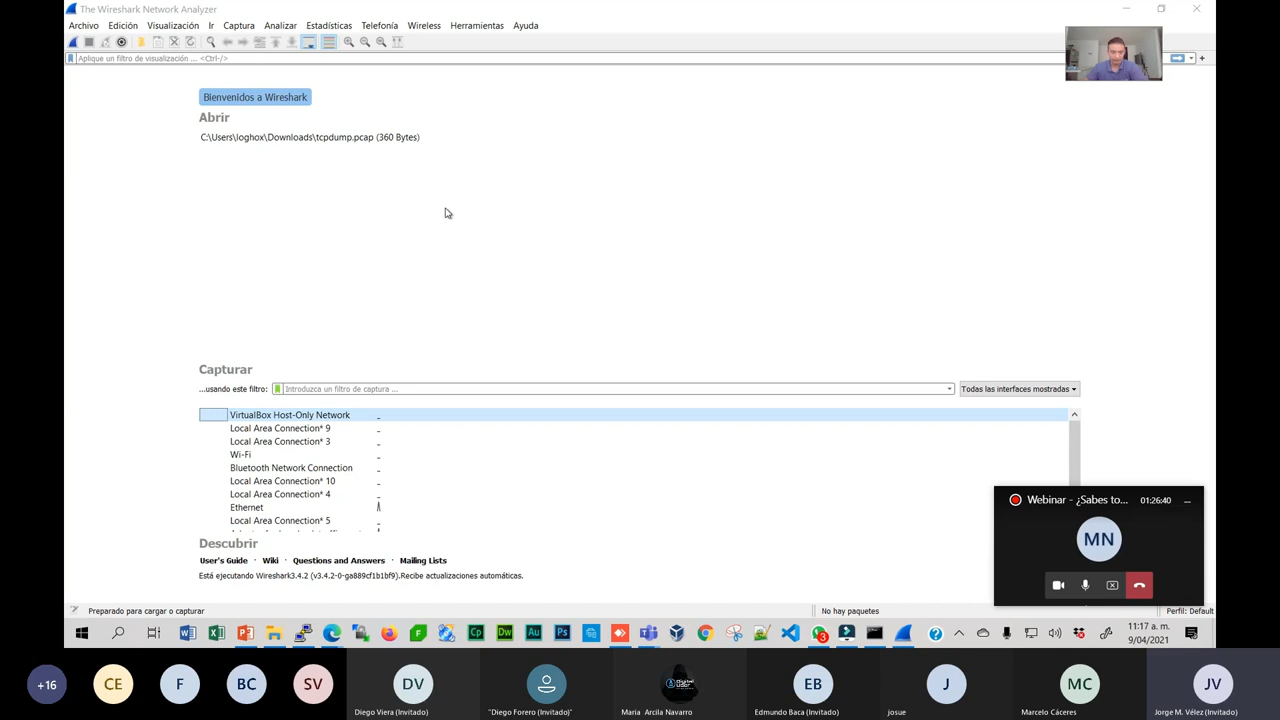 The Wireshark Network Analyzer
Archivo Edición Visualización Ir Captura Analizar Estadísticas Telefonía Wireless Herramientas Ayuda
Aplique un filtro de visualización ... <Ctrl-/>
Bienvenidos a Wireshark
Abrir
C:\Users\loghox\Downloads\tcpdump.pcap (360 Bytes)
Capturar
...usando este filtro: Introduzca un filtro de captura ... Todas las interfaces mostradas
VirtualBox Host-Only Network
Local Area Connection* 9
Local Area Connection* 3
Wi-Fi
Bluetooth Network Connection
Local Area Connection* 10
Local Area Connection* 4
Ethernet
Local Area Connection* 5
Webinar - ¿Sabes to... 01:26:40
MN
Descubrir
User's Guide · Wiki · Questions and Answers · Mailing Lists
Está ejecutando Wireshark3.4.2 (v3.4.2-0-ga889cf1b1bf9).Recibe actualizaciones automáticas.
Preparado para cargar o capturar No hay paquetes Perfil: Default
11:17 a. m.
9/04/2021
+16 CE F BC SV DV EB J MC JV
Diego Viera (Invitado) "Diego Forero (Invitado)" Maria Arcila Navarro Edmundo Baca (Invitado) josue Marcelo Cáceres Jorge M. Vélez (Invitado)